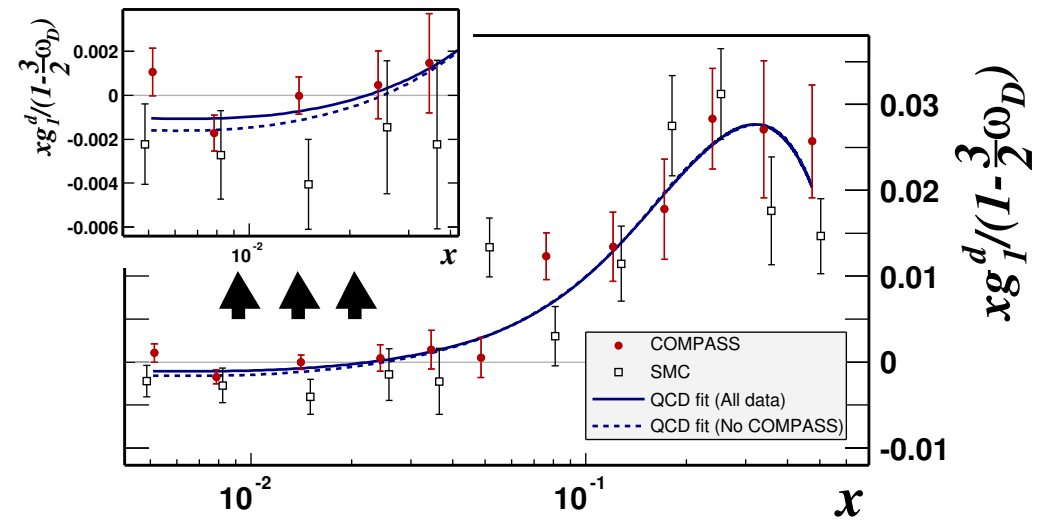 0.002
0
-0.002
-0.004
-0.006
xg₁ᵈ/(1-3/2ω_D)
10⁻²
x
0.03
0.02
0.01
0
-0.01
xg₁ᵈ/(1-3/2ω_D)
COMPASS
SMC
QCD fit (All data)
QCD fit (No COMPASS)
10⁻²
10⁻¹
x